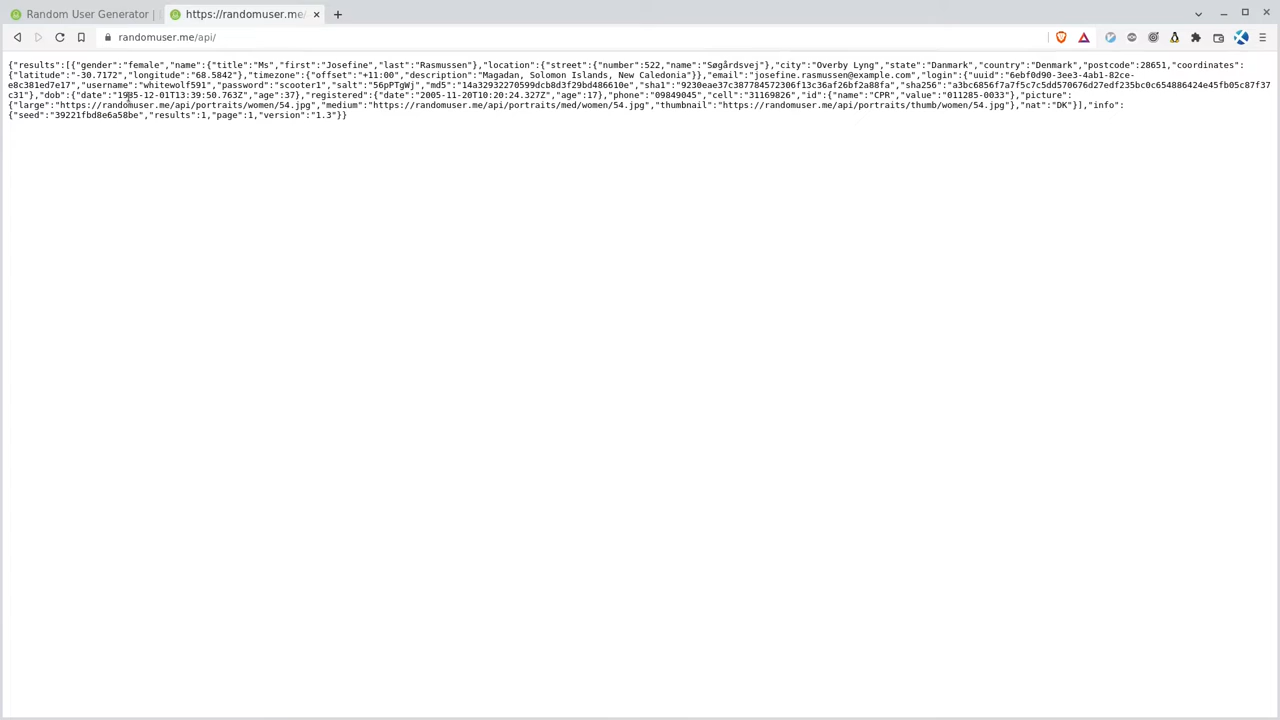 Random User Generator |
https://randomuser.me/
randomuser.me/api/
{"results":[{"gender":"female","name":{"title":"Ms","first":"Josefine","last":"Rasmussen"},"location":{"street":{"number":522,"name":"Søgårdsvej"},"city":"Overby Lyng","state":"Danmark","country":"Denmark","postcode":28651,"coordinates":
{"latitude":"-30.7172","longitude":"68.5842"},"timezone":{"offset":"+11:00","description":"Magadan, Solomon Islands, New Caledonia"}},"email":"josefine.rasmussen@example.com","login":{"uuid":"6ebf0d90-3ee3-4ab1-82ce-
e8c381ed7e17","username":"whitewolf591","password":"scooter1","salt":"56pPTgWj","md5":"14a32932270599dcb8d3f29bd486610e","sha1":"9230eae37c387784572306f13c36af26bf2a88fa","sha256":"a3bc6856f7a7f5c7c5dd570676d27edf235bc0c654886424e45fb05c87f37
c31"},"dob":{"date":"1985-12-01T13:39:50.763Z","age":37},"registered":{"date":"2005-11-20T10:20:24.327Z","age":17},"phone":"09849045","cell":"31169826","id":{"name":"CPR","value":"011285-0033"},"picture":
{"large":"https://randomuser.me/api/portraits/women/54.jpg","medium":"https://randomuser.me/api/portraits/med/women/54.jpg","thumbnail":"https://randomuser.me/api/portraits/thumb/women/54.jpg"},"nat":"DK"}],"info":
{"seed":"39221fbd8e6a58be","results":1,"page":1,"version":"1.3"}}